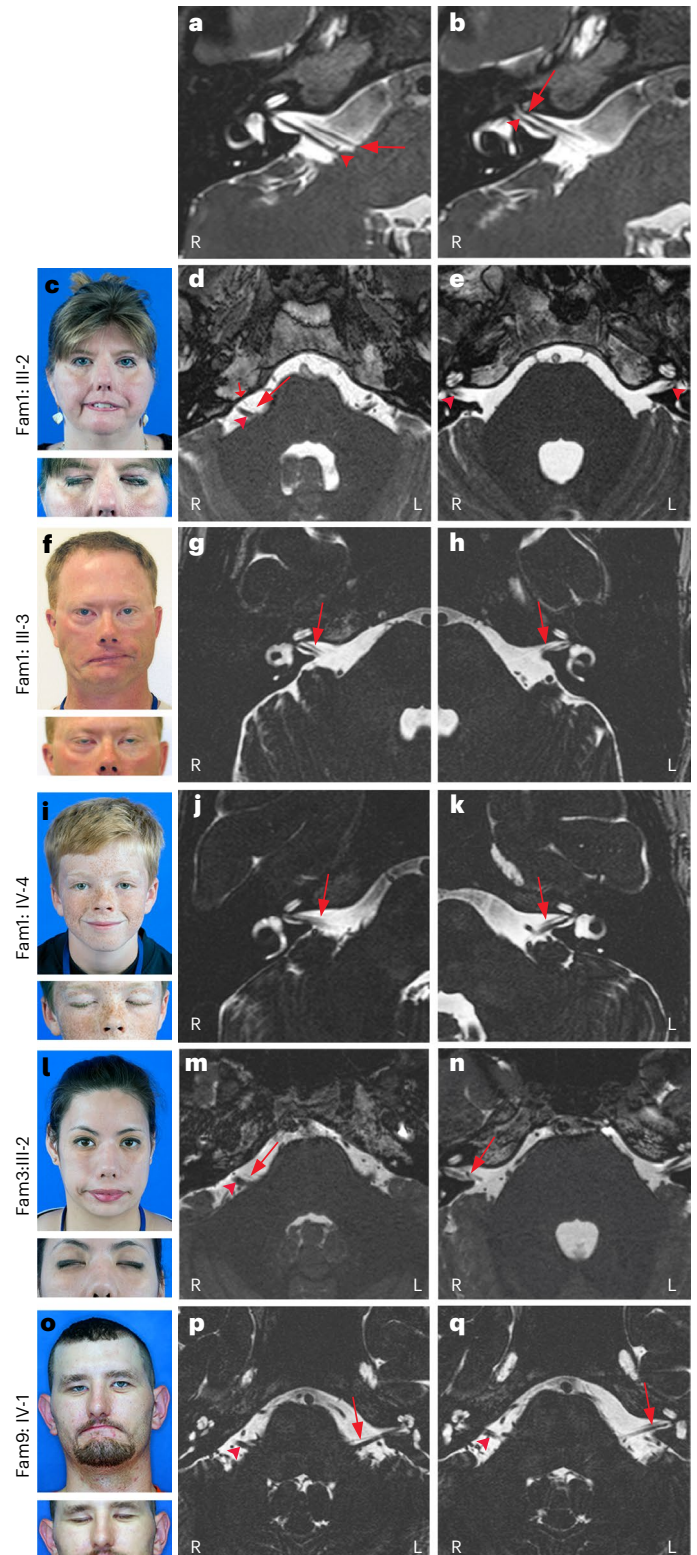 a
b
R
R
c
d
e
Fam1: III-2
R
L
f
g
h
Fam1: III-3
R
L
i
j
k
Fam1: IV-4
R
L
l
m
n
Fam3:III-2
R
L
R
L
o
p
q
Fam9: IV-1
R
L
R
L